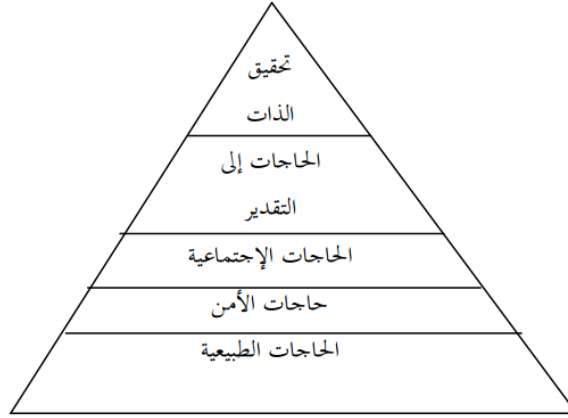 تحقيق
الذات
الحاجات إلى
التقدير
الحاجات الإجتماعية
حاجات الأمن
الحاجات الطبيعية